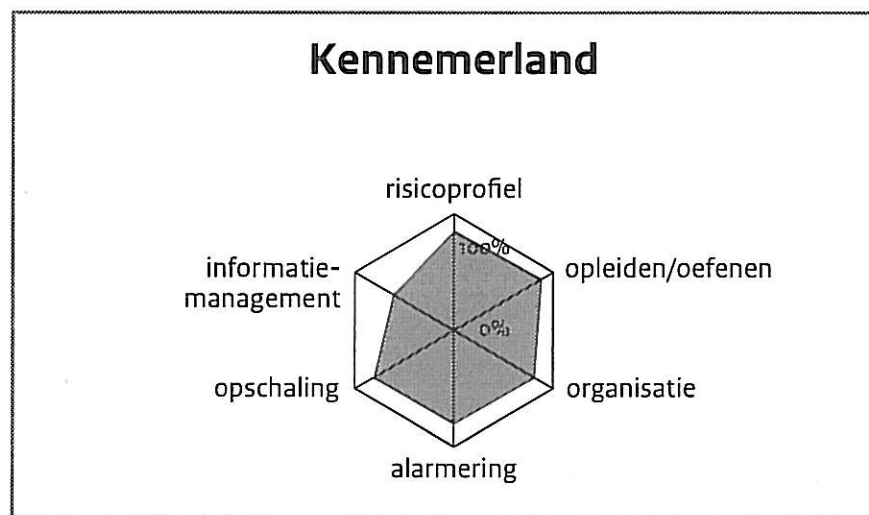 Kennemerland
risicoprofiel
100%
informatie-
management
opleiden/oefenen
0%
opschaling
organisatie
alarmering